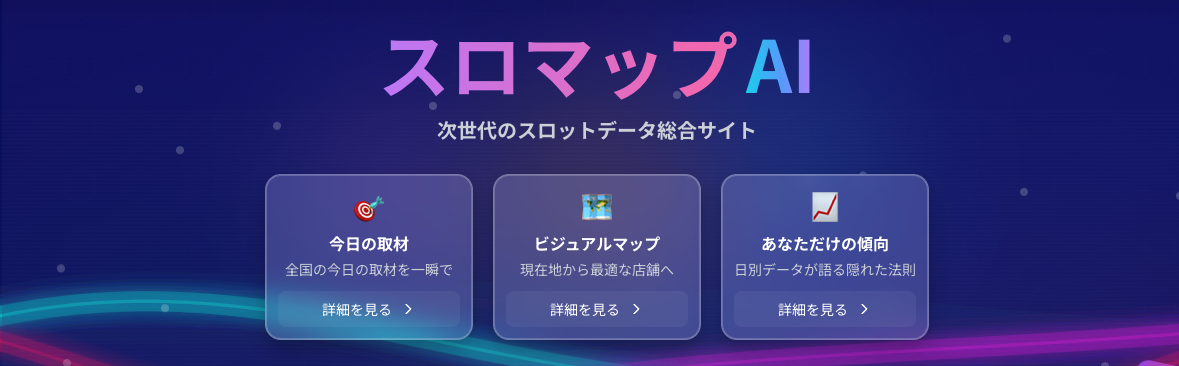 スロマップAI
次世代のスロットデータ総合サイト
今日の取材
全国の今日の取材を一瞬で
詳細を見る
ビジュアルマップ
現在地から最適な店舗へ
詳細を見る
あなただけの傾向
日別データが語る隠れた法則
詳細を見る